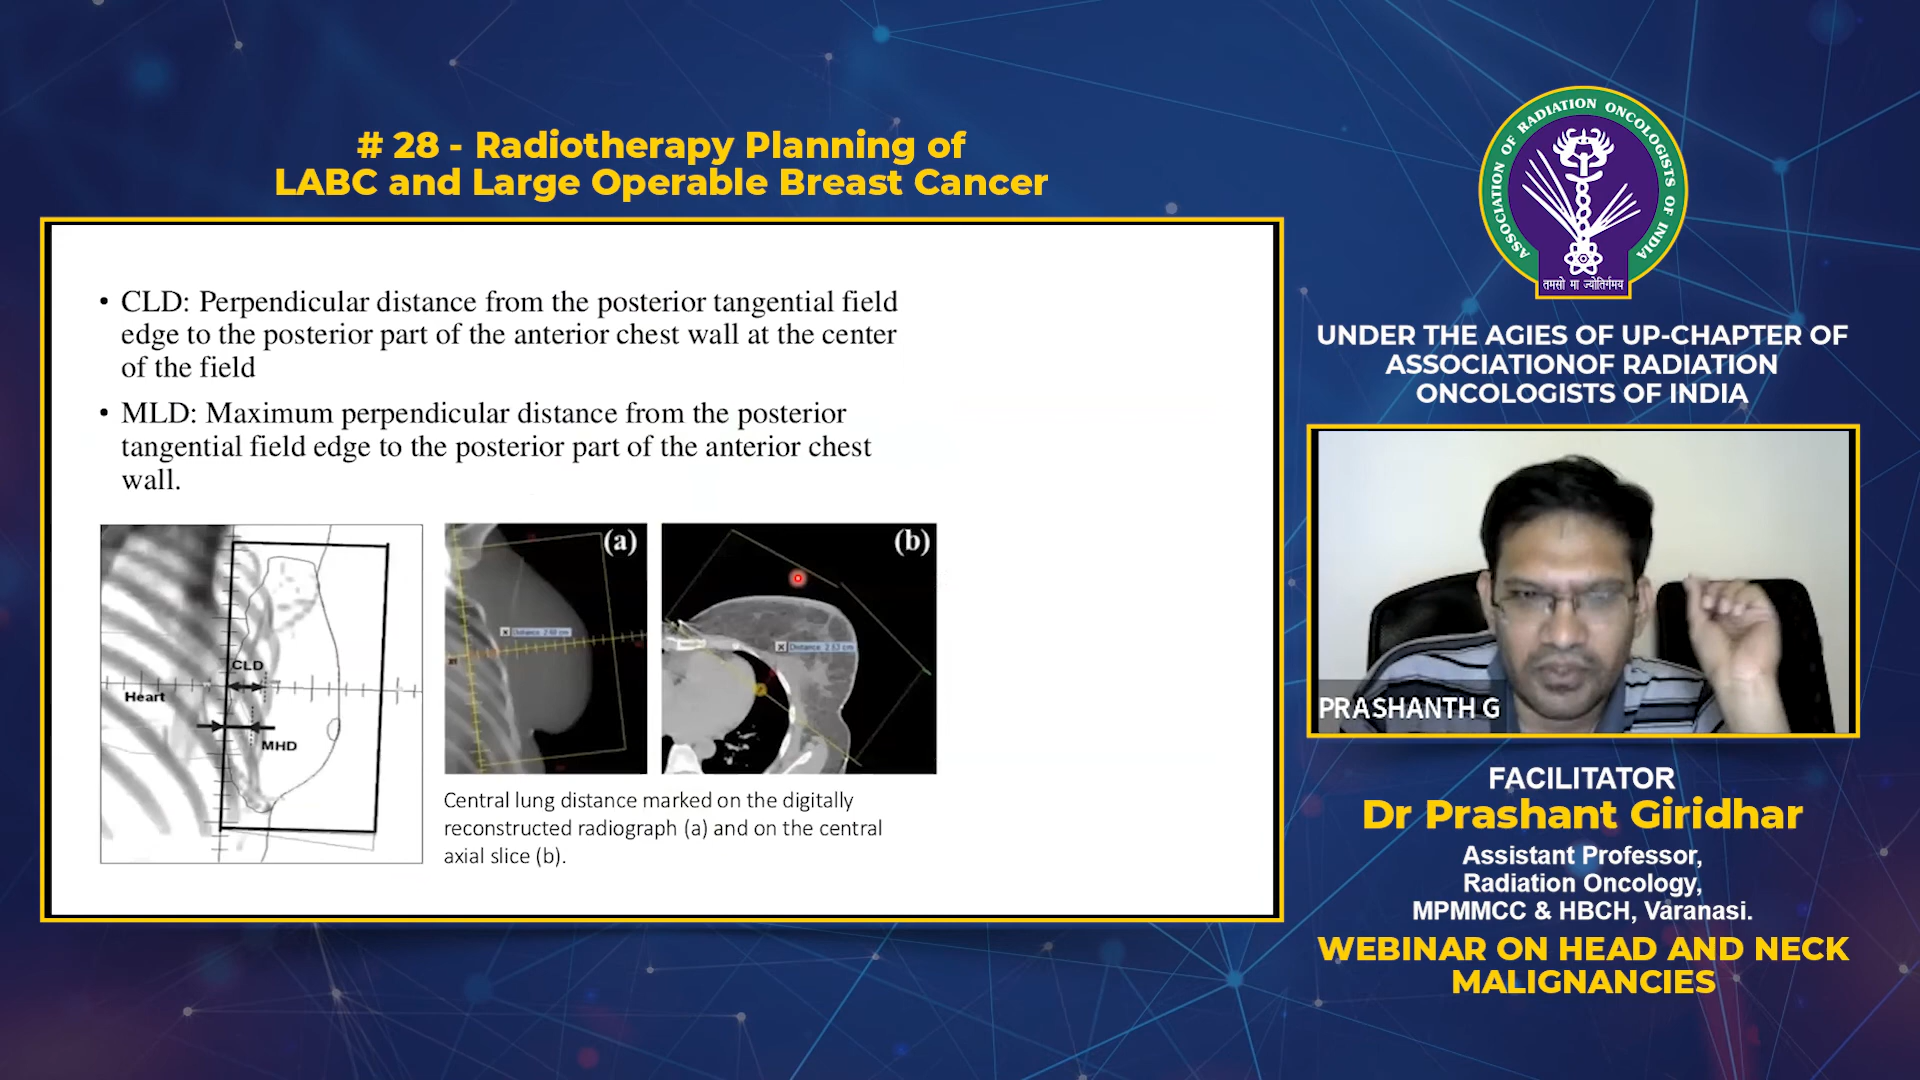 # 28 - Radiotherapy Planning of
LABC and Large Operable Breast Cancer
• CLD: Perpendicular distance from the posterior tangential field
edge to the posterior part of the anterior chest wall at the center
of the field
• MLD: Maximum perpendicular distance from the posterior
tangential field edge to the posterior part of the anterior chest
wall.
CLD
Heart
MHD
(a)
(b)
Central lung distance marked on the digitally
reconstructed radiograph (a) and on the central
axial slice (b).
ASSOCIATION OF RADIATION ONCOLOGISTS OF INDIA
तमसो मा ज्योतिर्गमय
UNDER THE AGIES OF UP-CHAPTER OF
ASSOCIATIONOF RADIATION
ONCOLOGISTS OF INDIA
PRASHANTH G
FACILITATOR
Dr Prashant Giridhar
Assistant Professor,
Radiation Oncology,
MPMMCC & HBCH, Varanasi.
WEBINAR ON HEAD AND NECK
MALIGNANCIES